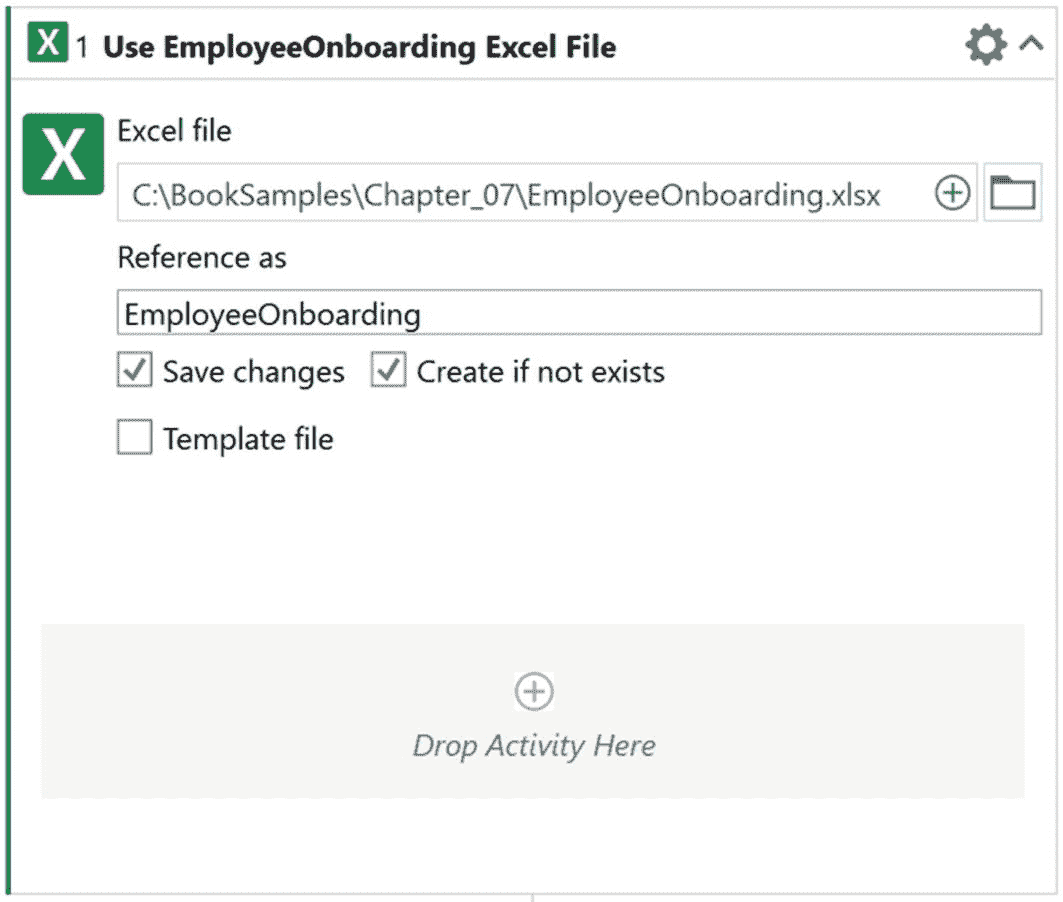 X 1 Use EmployeeOnboarding Excel File
X
Excel file
C:\BookSamples\Chapter_07\EmployeeOnboarding.xlsx
Reference as
EmployeeOnboarding
Save changes Create if not exists
Template file
Drop Activity Here